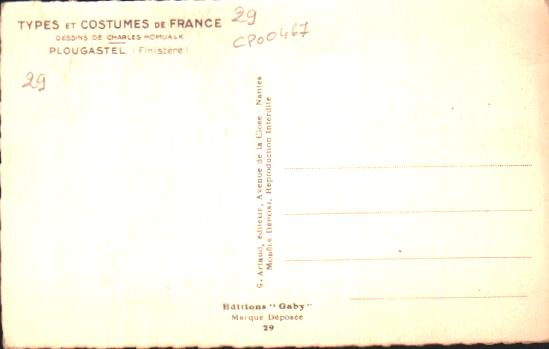 TYPES ET COSTUMES DE FRANCE
DESSINS DE CHARLES HOMUALK
PLOUGASTEL (Finistère)
29
CP00467
29
G. Artaud, éditeur, Avenue de la Close - Nantes
MODÈLE DÉPOSÉ, Reproduction Interdite
Editions "Gaby"
Marque Déposée
29